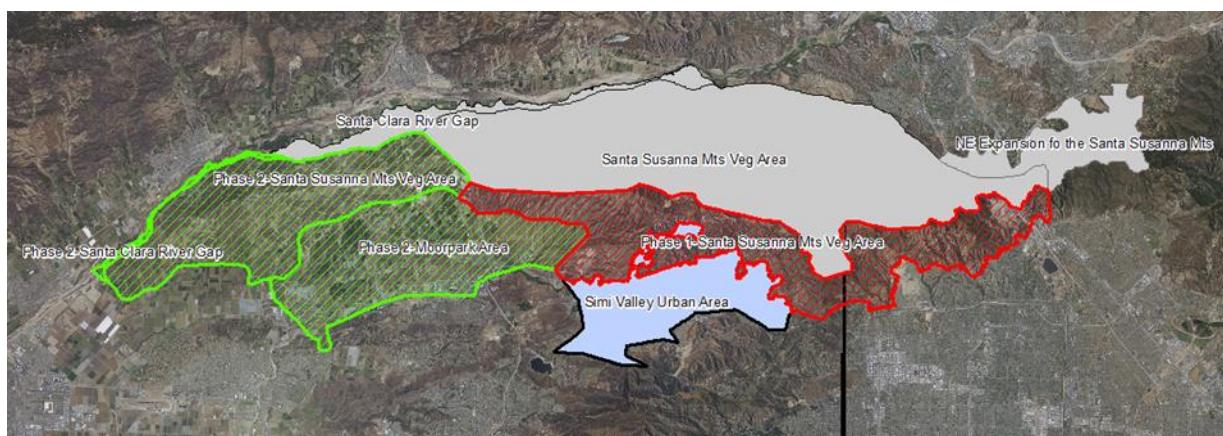 Santa Clara River Gap
NE Expansion fo the Santa Susanna Mts
Santa Susanna Mts Veg Area
Phase 2-Santa Susanna Mts Veg Area
Phase 2-Santa Clara River Gap
Phase 2-Moorpark Area
Phase 1-Santa Susanna Mts Veg Area
Simi Valley Urban Area